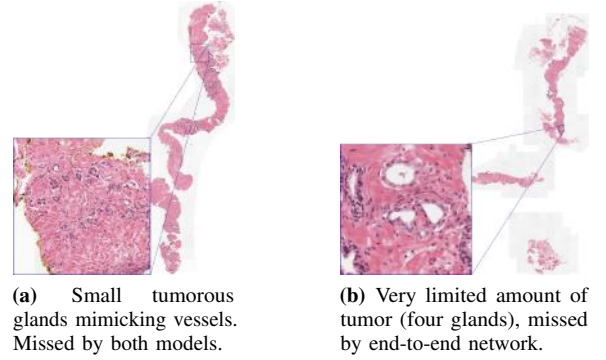 (a) Small tumorous
glands mimicking vessels.
Missed by both models.
(b) Very limited amount of
tumor (four glands), missed
by end-to-end network.